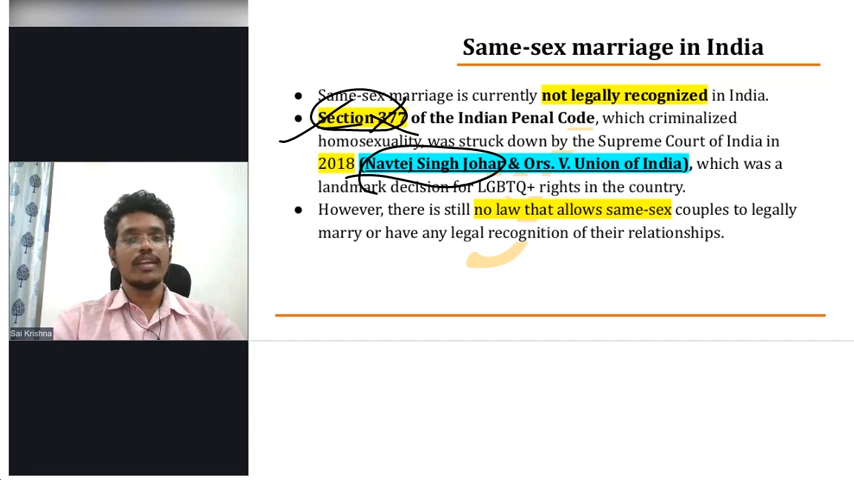 Same-sex marriage in India
● Same-sex marriage is currently not legally recognized in India.
● Section 377 of the Indian Penal Code, which criminalized
homosexuality, was struck down by the Supreme Court of India in
2018 (Navtej Singh Johar & Ors. V. Union of India), which was a
landmark decision for LGBTQ+ rights in the country.
● However, there is still no law that allows same-sex couples to legally
marry or have any legal recognition of their relationships.
Sai Krishna